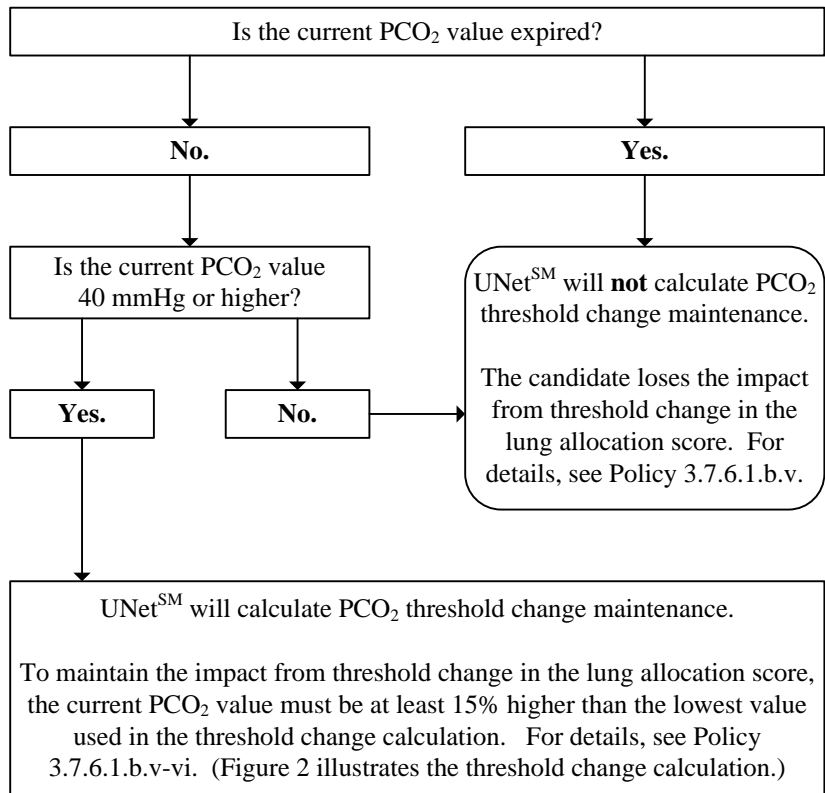 Is the current PCO₂ value expired?
No.
Yes.
Is the current PCO₂ value
40 mmHg or higher?
UNetˢᴹ will not calculate PCO₂
threshold change maintenance.
The candidate loses the impact
from threshold change in the
lung allocation score. For
details, see Policy 3.7.6.1.b.v.
Yes.
No.
UNetˢᴹ will calculate PCO₂ threshold change maintenance.
To maintain the impact from threshold change in the lung allocation score,
the current PCO₂ value must be at least 15% higher than the lowest value
used in the threshold change calculation. For details, see Policy
3.7.6.1.b.v-vi. (Figure 2 illustrates the threshold change calculation.)